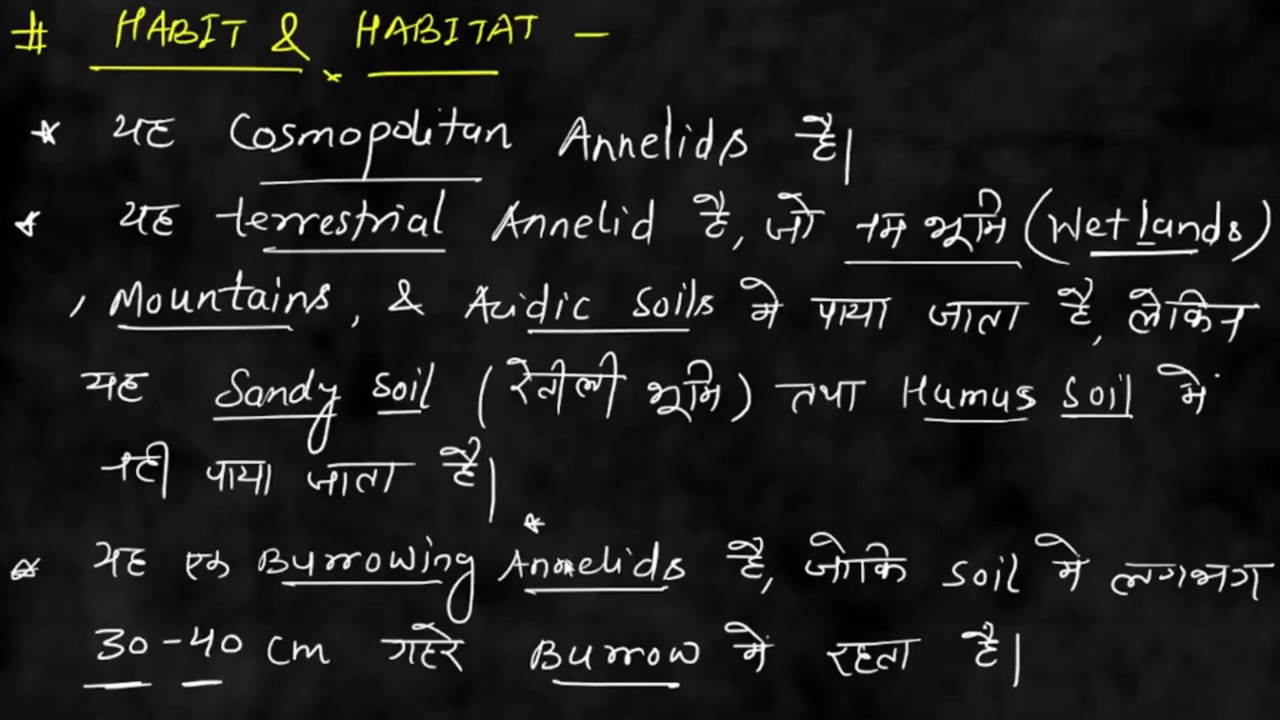 # HABIT & HABITAT –
* यह Cosmopolitan Annelids है।
* यह terrestrial Annelid है, जो नम भूमि (Wetlands)
, Mountains, & Acidic Soils मे पाया जाता है, लेकिन
यह Sandy Soil (रेतीली भूमि) तथा Humus Soil में
नही पाया जाता है।
* यह एक Burrowing Annelids है, जोकि Soil मे लगभग
30-40 cm गहरे Burrow मे रहता है।